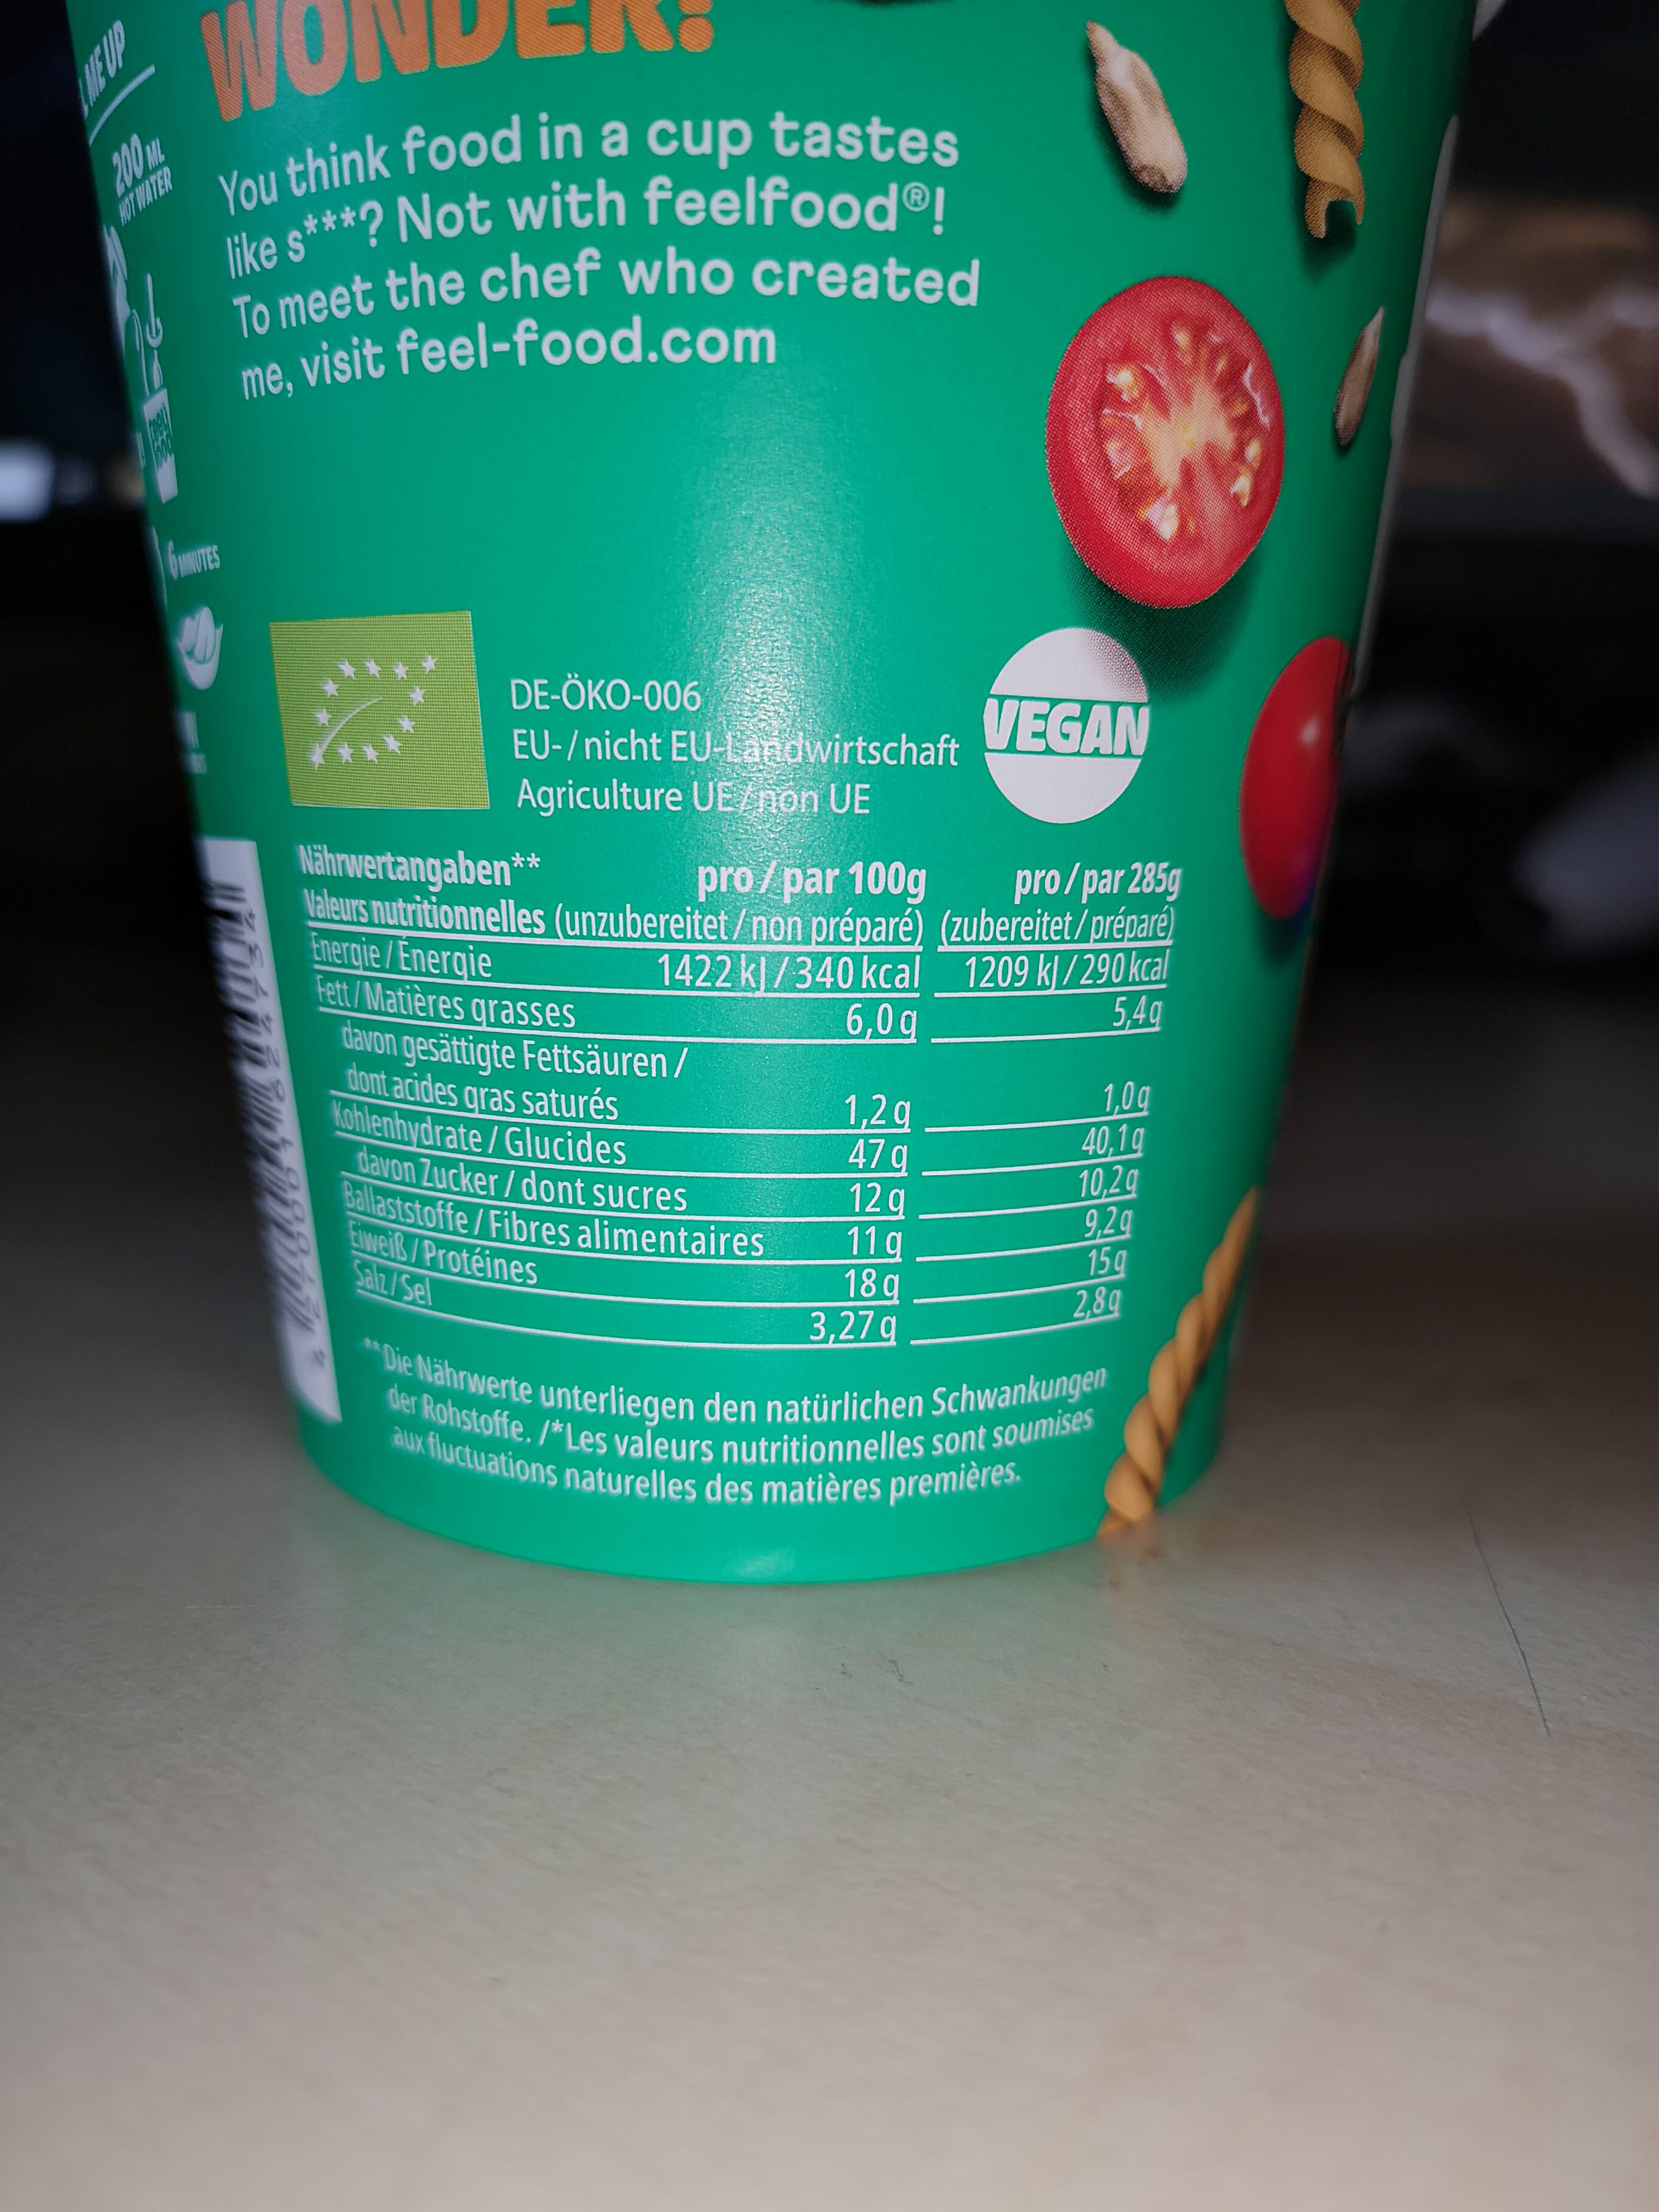 WONDER!
You think food in a cup tastes
like s***? Not with feelfood®!
To meet the chef who created
me, visit feel-food.com
ME UP
200 ML
HOT WATER
6 MINUTES
DE-ÖKO-006
EU-/nicht EU-Landwirtschaft
Agriculture UE/non UE
VEGAN
Nährwertangaben** pro/par 100g pro/par 285g
Valeurs nutritionnelles (unzubereitet/non préparé) (zubereitet/préparé)
Energie/Énergie 1422 kJ/340 kcal 1209 kJ/290 kcal
Fett/Matières grasses 6,0 g 5,4 g
davon gesättigte Fettsäuren/
dont acides gras saturés 1,2 g 1,0 g
Kohlenhydrate/Glucides 47 g 40,1 g
davon Zucker/dont sucres 12 g 10,2 g
Ballaststoffe/Fibres alimentaires 11 g 9,2 g
Eiweiß/Protéines 18 g 15 g
Salz/Sel 3,27 g 2,8 g
**Die Nährwerte unterliegen den natürlichen Schwankungen
der Rohstoffe. /*Les valeurs nutritionnelles sont soumises
aux fluctuations naturelles des matières premières.